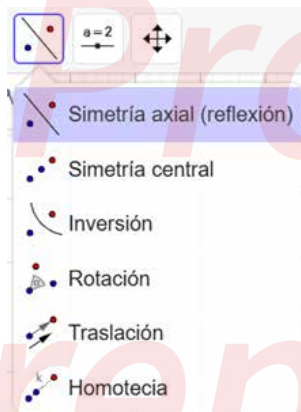 a=2
Simetría axial (reflexión)
Simetría central
Inversión
Rotación
Traslación
k
Homotecia